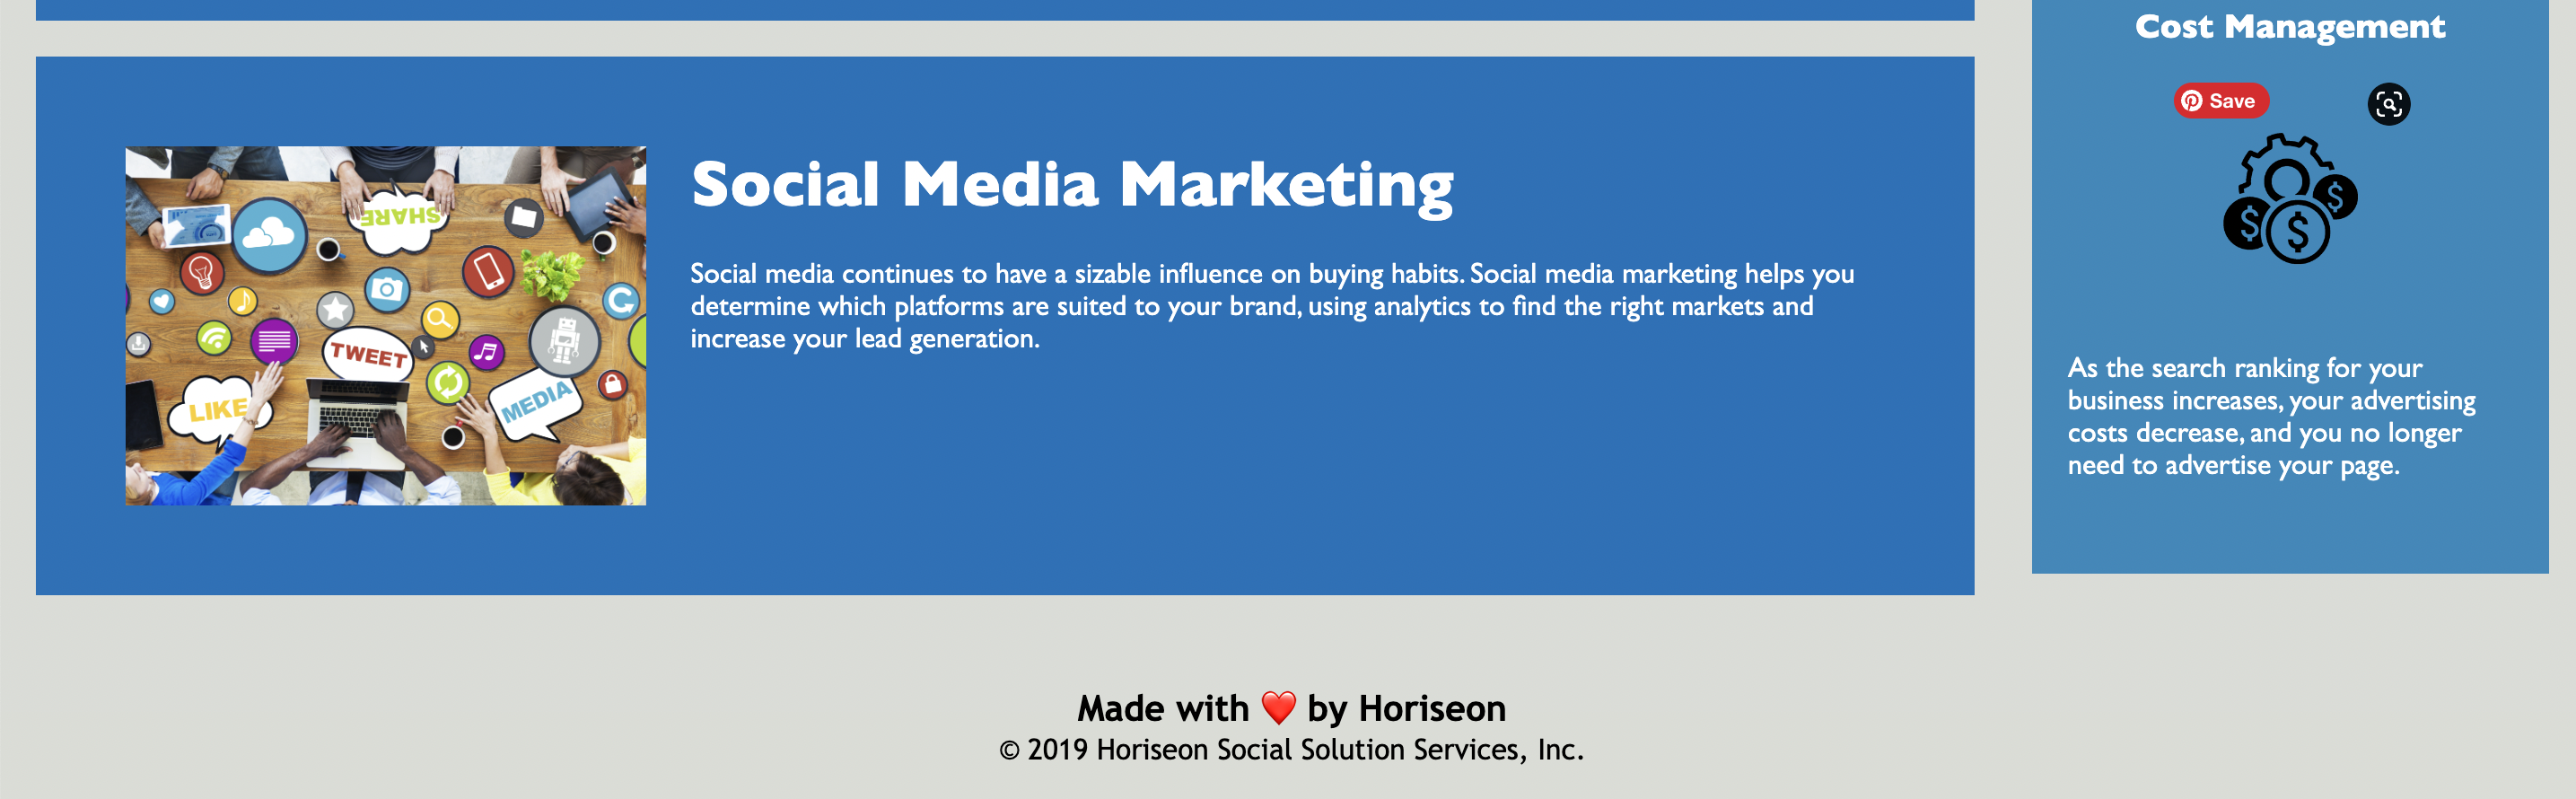 Social Media Marketing
Social media continues to have a sizable influence on buying habits. Social media marketing helps you
determine which platforms are suited to your brand, using analytics to find the right markets and
increase your lead generation.
SHARE
TWEET
LIKE
MEDIA
Cost Management
Save
$
$
$
As the search ranking for your
business increases, your advertising
costs decrease, and you no longer
need to advertise your page.
Made with ❤️ by Horiseon
© 2019 Horiseon Social Solution Services, Inc.